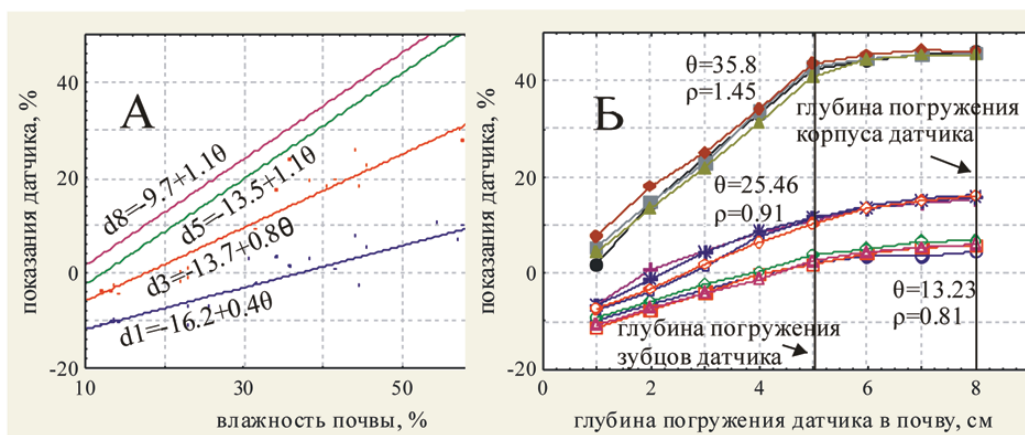 показания датчика, %
40
20
0
-20
А
d8=-9.7+1.1θ
d5=-13.5+1.1θ
d3=-13.7+0.8θ
d1=-16.2+0.4θ
10
30
50
влажность почвы, %
показания датчика, %
40
20
0
-20
Б
θ=35.8
ρ=1.45
глубина погружения
корпуса датчика
θ=25.46
ρ=0.91
θ=13.23
ρ=0.81
глубина погружения
зубцов датчика
0
2
4
6
8
глубина погружения датчика в почву, см